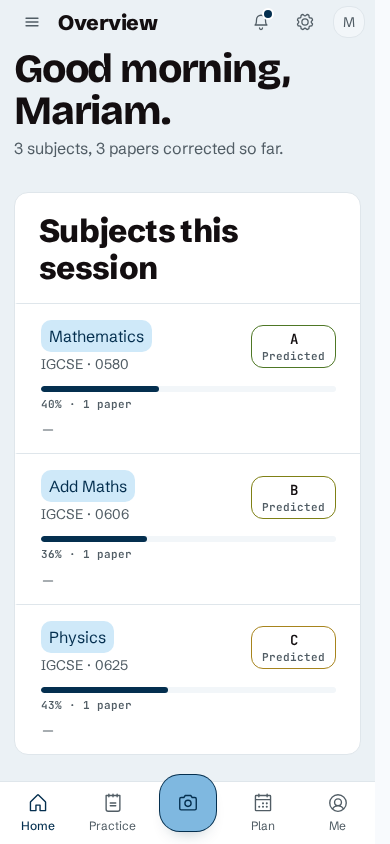 Overview
M
Good morning,
Mariam.
3 subjects, 3 papers corrected so far.
Subjects this
session
Mathematics
A
Predicted
IGCSE · 0580
40% · 1 paper
—
Add Maths
B
Predicted
IGCSE · 0606
36% · 1 paper
—
Physics
C
Predicted
IGCSE · 0625
43% · 1 paper
—
Home
Practice
Plan
Me